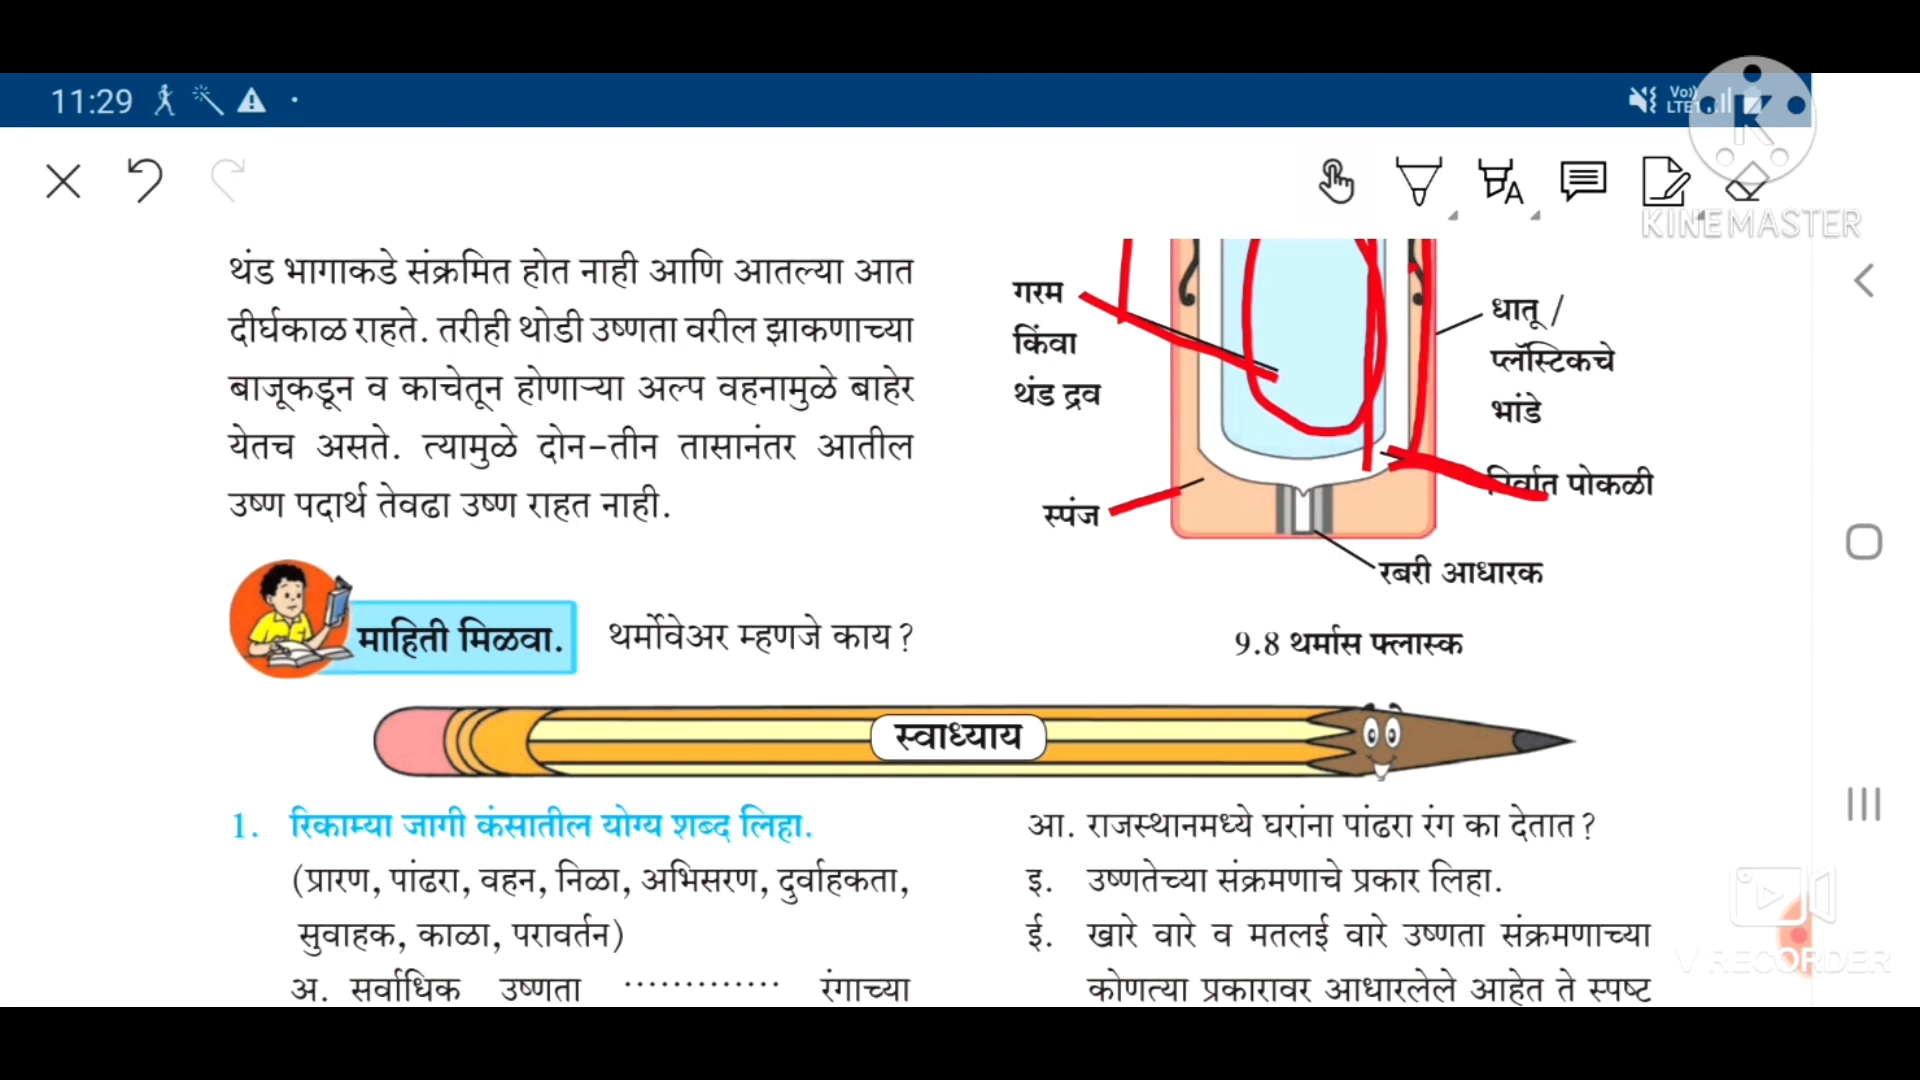 11:29
Vo)) LTE1
KINEMASTER
थंड भागाकडे संक्रमित होत नाही आणि आतल्या आत
दीर्घकाळ राहते. तरीही थोडी उष्णता वरील झाकणाच्या
बाजूकडून व काचेतून होणाऱ्या अल्प वहनामुळे बाहेर
येतच असते. त्यामुळे दोन-तीन तासानंतर आतील
उष्ण पदार्थ तेवढा उष्ण राहत नाही.
गरम
किंवा
थंड द्रव
स्पंज
धातू /
प्लॅस्टिकचे
भांडे
निर्वात पोकळी
रबरी आधारक
9.8 थर्मास फ्लास्क
माहिती मिळवा.
थर्मोवेअर म्हणजे काय ?
स्वाध्याय
1. रिकाम्या जागी कंसातील योग्य शब्द लिहा.
(प्रारण, पांढरा, वहन, निळा, अभिसरण, दुर्वाहकता,
सुवाहक, काळा, परावर्तन)
अ. सर्वाधिक उष्णता ............. रंगाच्या
आ. राजस्थानमध्ये घरांना पांढरा रंग का देतात ?
इ. उष्णतेच्या संक्रमणाचे प्रकार लिहा.
ई. खारे वारे व मतलई वारे उष्णता संक्रमणाच्या
कोणत्या प्रकारावर आधारलेले आहेत ते स्पष्ट
V RECORDER